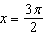 x = 3π/2